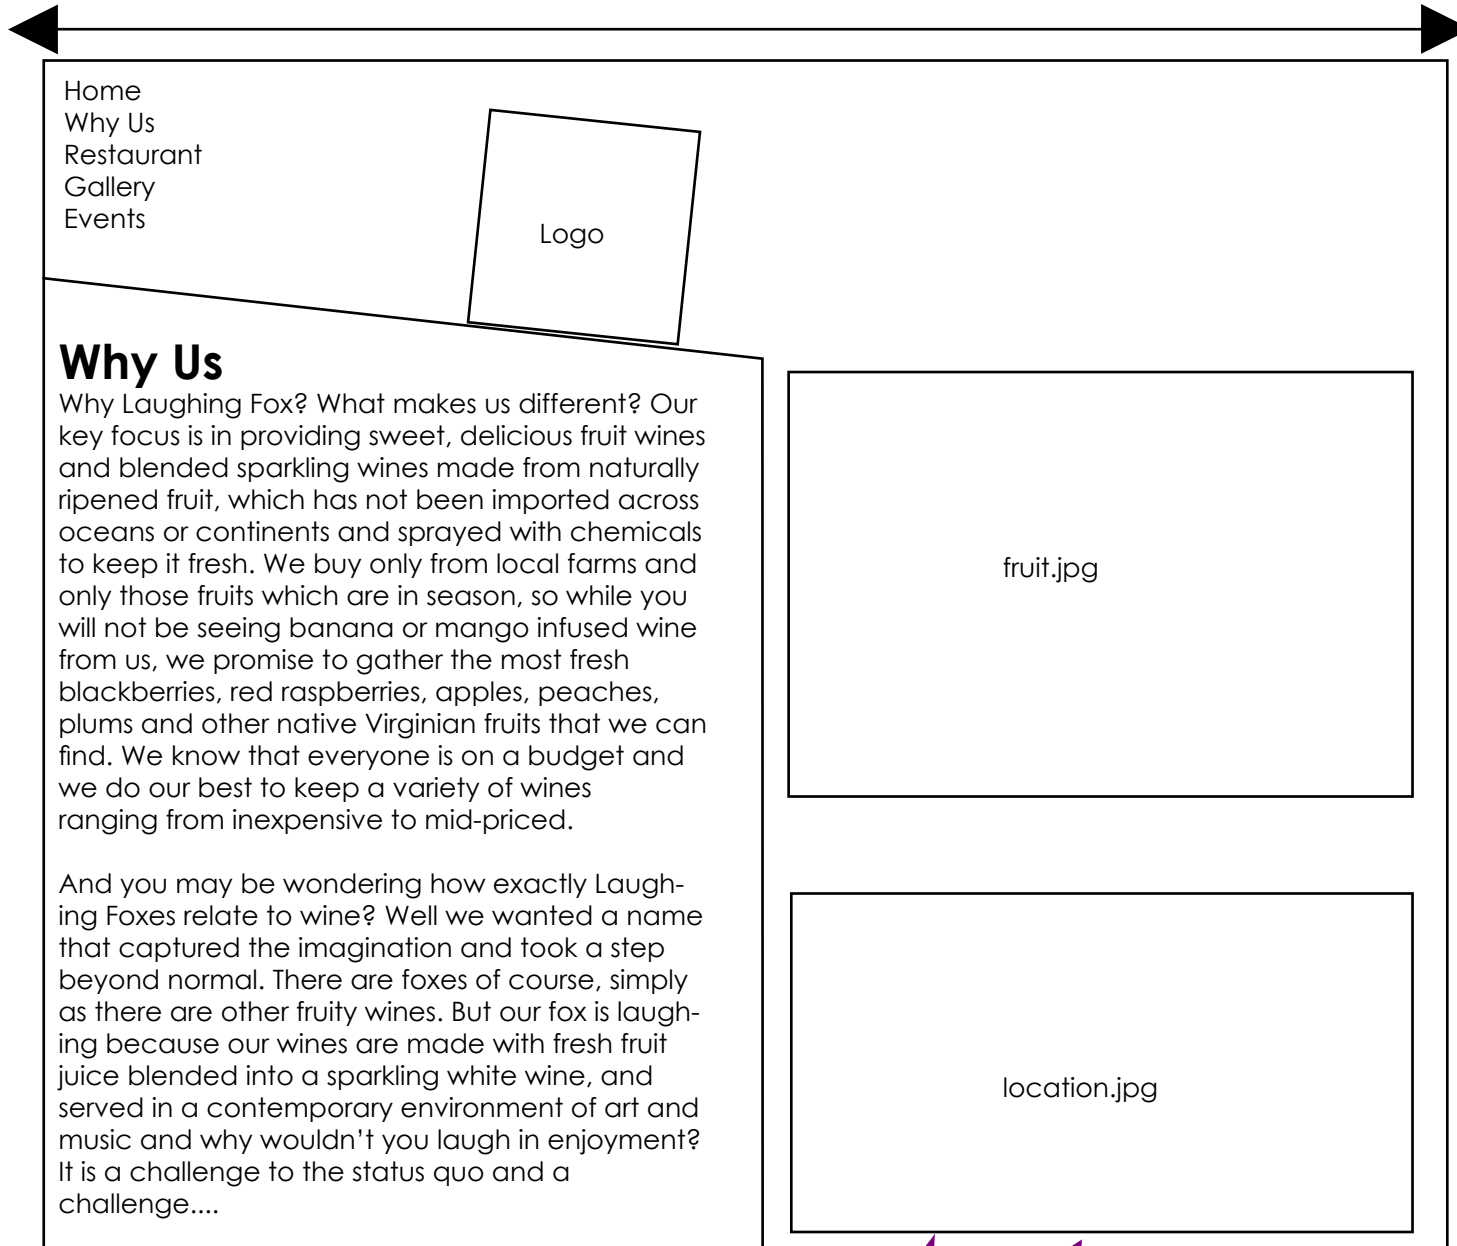 Home
Why Us
Restaurant
Gallery
Events
Logo
Why Us
Why Laughing Fox? What makes us different? Our
key focus is in providing sweet, delicious fruit wines
and blended sparkling wines made from naturally
ripened fruit, which has not been imported across
oceans or continents and sprayed with chemicals
to keep it fresh. We buy only from local farms and
only those fruits which are in season, so while you
will not be seeing banana or mango infused wine
from us, we promise to gather the most fresh
blackberries, red raspberries, apples, peaches,
plums and other native Virginian fruits that we can
find. We know that everyone is on a budget and
we do our best to keep a variety of wines
ranging from inexpensive to mid-priced.
And you may be wondering how exactly Laugh-
ing Foxes relate to wine? Well we wanted a name
that captured the imagination and took a step
beyond normal. There are foxes of course, simply
as there are other fruity wines. But our fox is laugh-
ing because our wines are made with fresh fruit
juice blended into a sparkling white wine, and
served in a contemporary environment of art and
music and why wouldn't you laugh in enjoyment?
It is a challenge to the status quo and a
challenge....
fruit.jpg
location.jpg